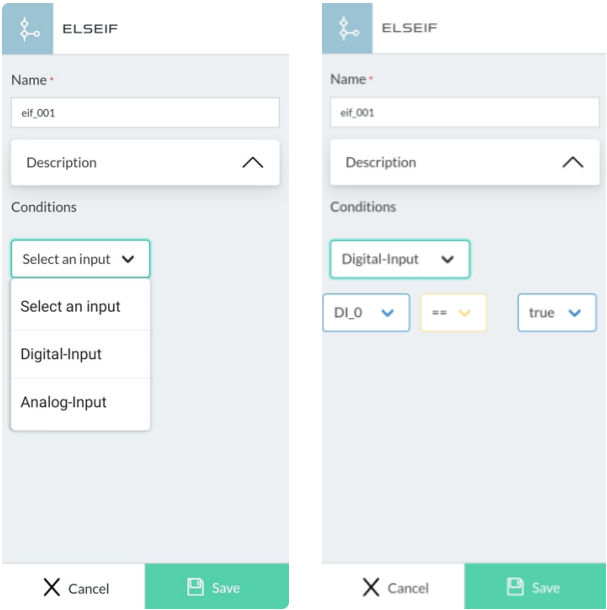 ELSEIF
Name *
eif_001
Description
Conditions
Select an input
Select an input
Digital-Input
Analog-Input
Cancel
Save
ELSEIF
Name *
eif_001
Description
Conditions
Digital-Input
DI_0 == true
Cancel
Save